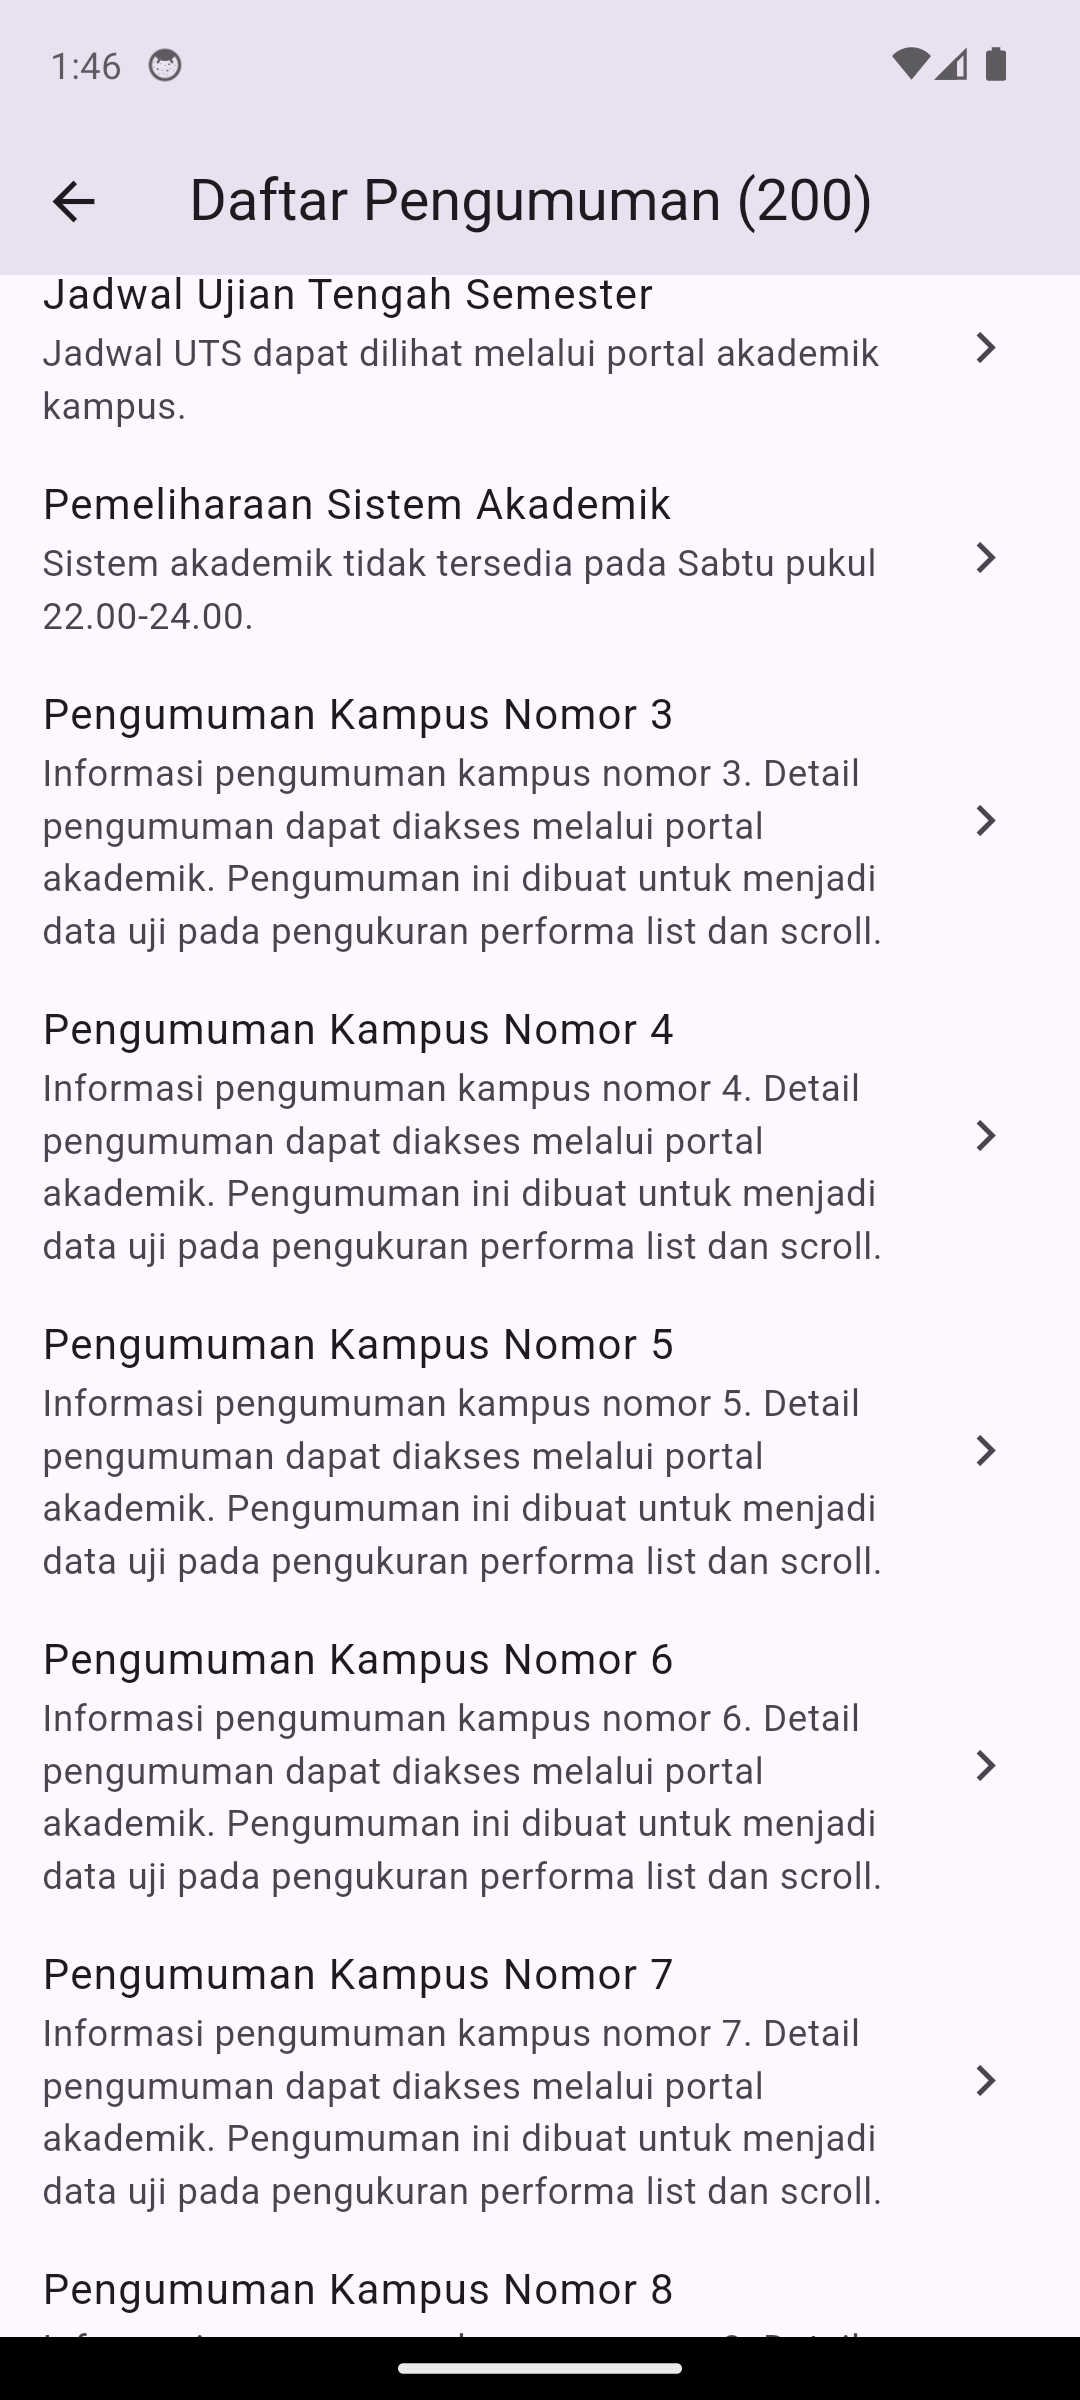 1:46
Daftar Pengumuman (200)
Jadwal Ujian Tengah Semester
Jadwal UTS dapat dilihat melalui portal akademik
kampus.
Pemeliharaan Sistem Akademik
Sistem akademik tidak tersedia pada Sabtu pukul
22.00-24.00.
Pengumuman Kampus Nomor 3
Informasi pengumuman kampus nomor 3. Detail
pengumuman dapat diakses melalui portal
akademik. Pengumuman ini dibuat untuk menjadi
data uji pada pengukuran performa list dan scroll.
Pengumuman Kampus Nomor 4
Informasi pengumuman kampus nomor 4. Detail
pengumuman dapat diakses melalui portal
akademik. Pengumuman ini dibuat untuk menjadi
data uji pada pengukuran performa list dan scroll.
Pengumuman Kampus Nomor 5
Informasi pengumuman kampus nomor 5. Detail
pengumuman dapat diakses melalui portal
akademik. Pengumuman ini dibuat untuk menjadi
data uji pada pengukuran performa list dan scroll.
Pengumuman Kampus Nomor 6
Informasi pengumuman kampus nomor 6. Detail
pengumuman dapat diakses melalui portal
akademik. Pengumuman ini dibuat untuk menjadi
data uji pada pengukuran performa list dan scroll.
Pengumuman Kampus Nomor 7
Informasi pengumuman kampus nomor 7. Detail
pengumuman dapat diakses melalui portal
akademik. Pengumuman ini dibuat untuk menjadi
data uji pada pengukuran performa list dan scroll.
Pengumuman Kampus Nomor 8